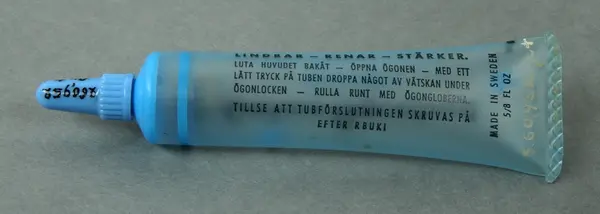 LINDRAR — RENAR — STÄRKER.
LUTA HUVUDET BAKÅT — ÖPPNA ÖGONEN — MED ETT
LÄTT TRYCK PÅ TUBEN DROPPA NÅGOT AV VÄTSKAN UNDER
ÖGONLOCKEN — RULLA RUNT MED ÖGONGLOBERNA.
TILLSE ATT TUBFÖRSLUTNINGEN SKRUVAS PÅ
EFTER RBUKI
MADE IN SWEDEN
5/8 FL OZ